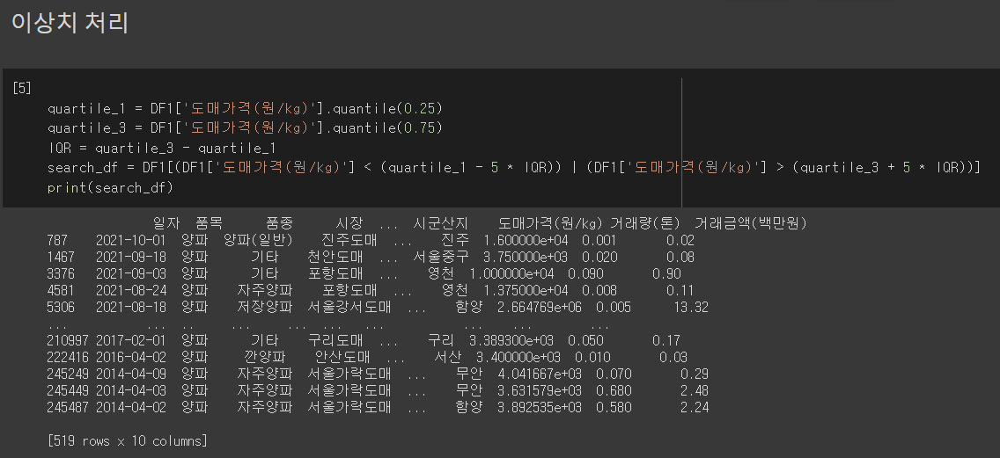 이상치 처리
[5]
quartile_1 = DF1['도매가격(원/kg)'].quantile(0.25)
quartile_3 = DF1['도매가격(원/kg)'].quantile(0.75)
IQR = quartile_3 - quartile_1
search_df = DF1[(DF1['도매가격(원/kg)'] < (quartile_1 - 5 * IQR)) | (DF1['도매가격(원/kg)'] > (quartile_3 + 5 * IQR))]
print(search_df)
일자 품목 품종 시장 ... 시군산지 도매가격(원/kg) 거래량(톤) 거래금액(백만원)
787 2021-10-01 양파 양파(일반) 진주도매 ... 진주 1.600000e+04 0.001 0.02
1467 2021-09-18 양파 기타 천안도매 ... 서울중구 3.750000e+03 0.020 0.08
3376 2021-09-03 양파 기타 포항도매 ... 영천 1.000000e+04 0.090 0.90
4581 2021-08-24 양파 자주양파 포항도매 ... 영천 1.375000e+04 0.008 0.11
5306 2021-08-18 양파 저장양파 서울강서도매 ... 함양 2.664769e+06 0.005 13.32
... ... .. ... ... ... ... ... ... ...
210997 2017-02-01 양파 기타 구리도매 ... 구리 3.389300e+03 0.050 0.17
222416 2016-04-02 양파 깐양파 안산도매 ... 서산 3.400000e+03 0.010 0.03
245249 2014-04-09 양파 자주양파 서울가락도매 ... 무안 4.041667e+03 0.070 0.29
245449 2014-04-03 양파 자주양파 서울가락도매 ... 무안 3.631579e+03 0.680 2.48
245487 2014-04-02 양파 자주양파 서울가락도매 ... 함양 3.892535e+03 0.580 2.24
[519 rows x 10 columns]